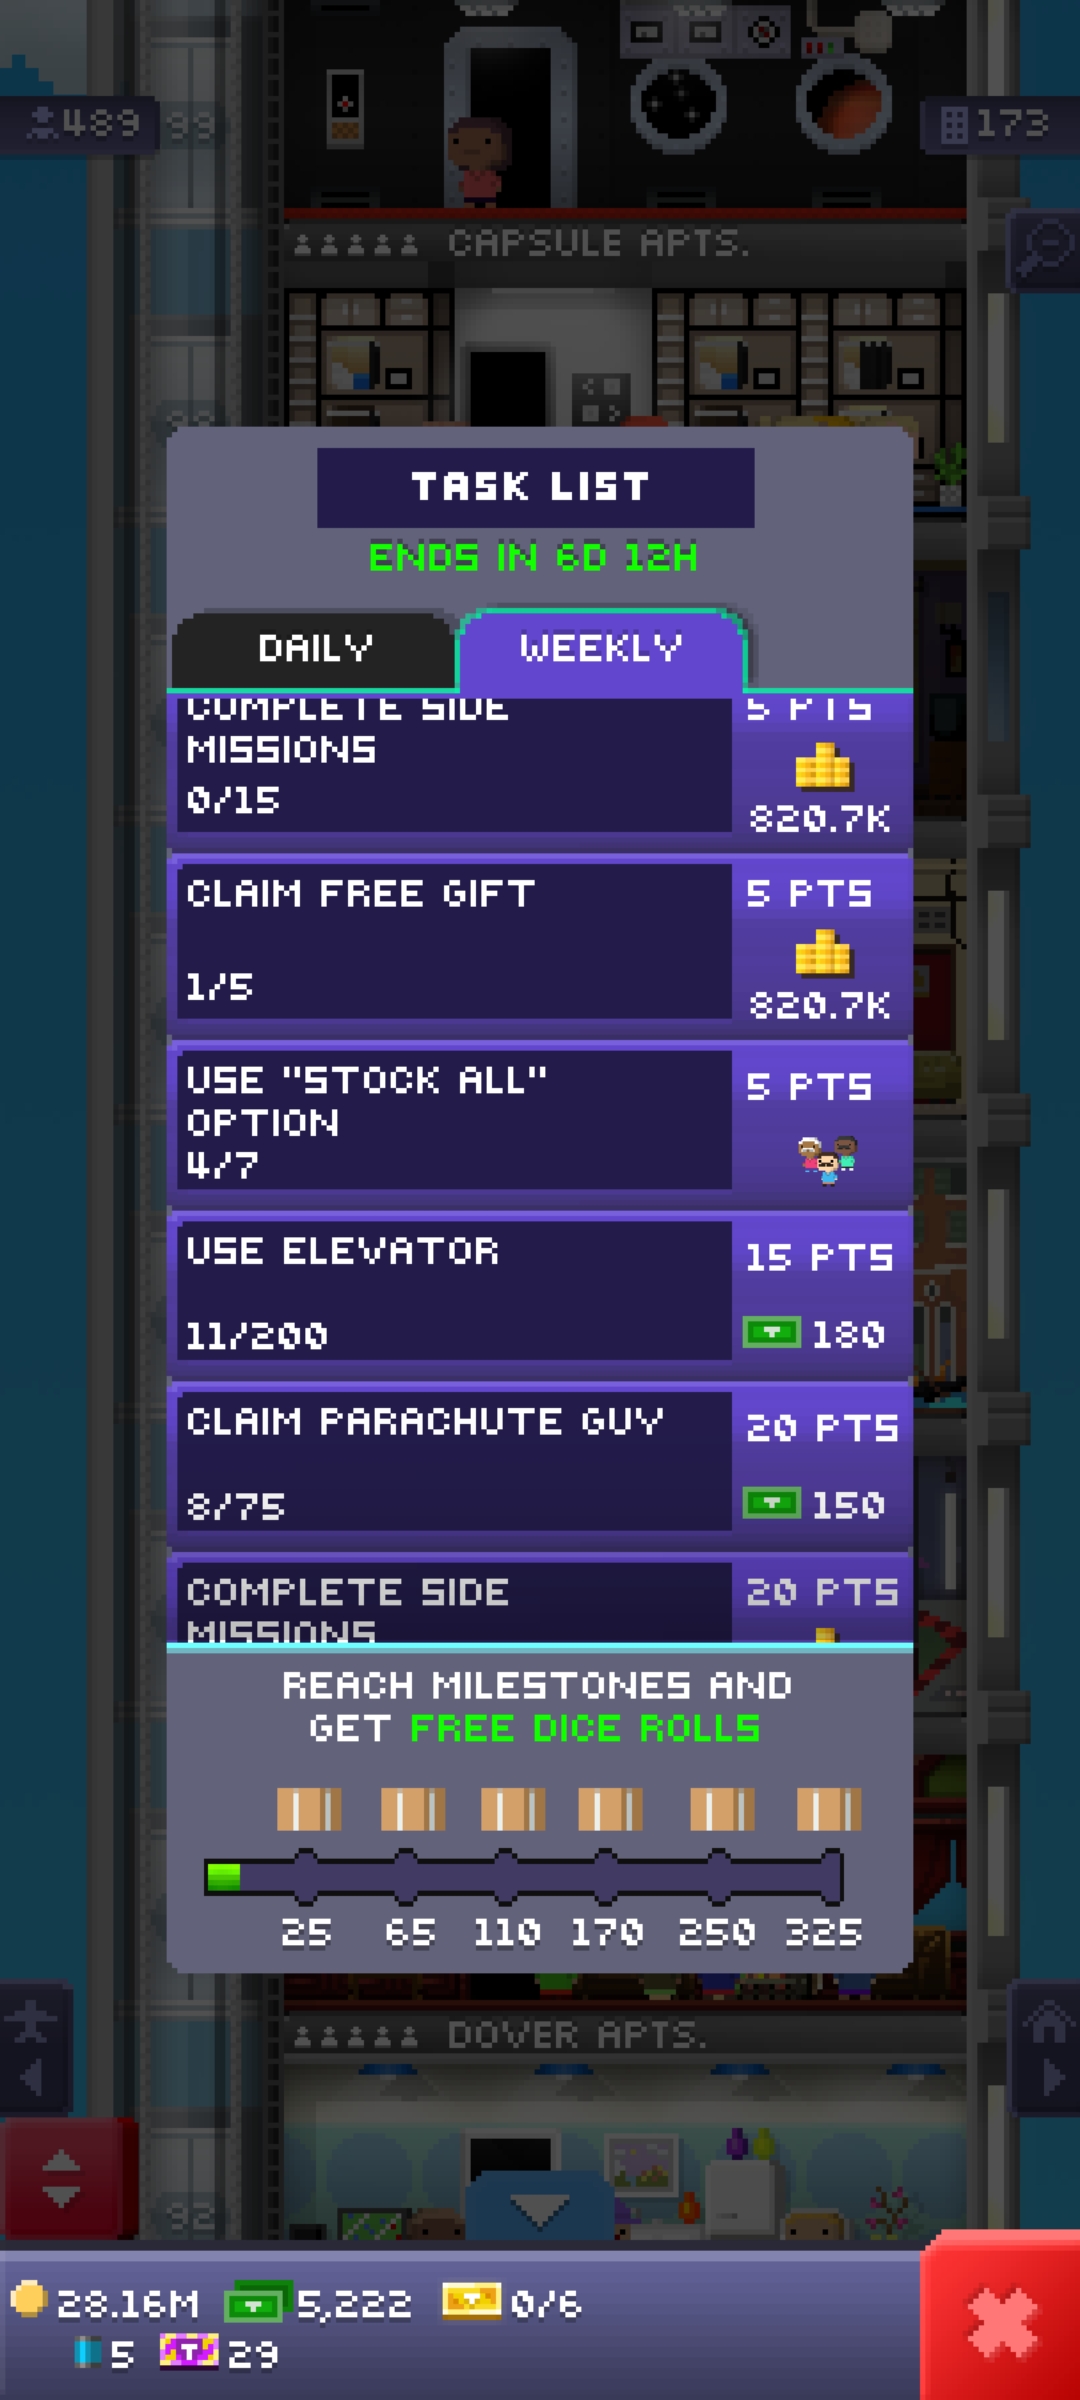 489
99
173
CAPSULE APTS.
TASK LIST
ENDS IN 6D 12H
DAILY
WEEKLY
COMPLETE SIDE
MISSIONS
0/15
5 PTS
820.7K
CLAIM FREE GIFT
1/5
5 PTS
820.7K
USE "STOCK ALL"
OPTION
4/7
5 PTS
USE ELEVATOR
11/200
15 PTS
180
CLAIM PARACHUTE GUY
8/75
20 PTS
150
COMPLETE SIDE
MISSIONS
20 PTS
REACH MILESTONES AND
GET FREE DICE ROLLS
25 65 110 170 250 325
DOVER APTS.
92
28.16M 5,222 0/6
5 29